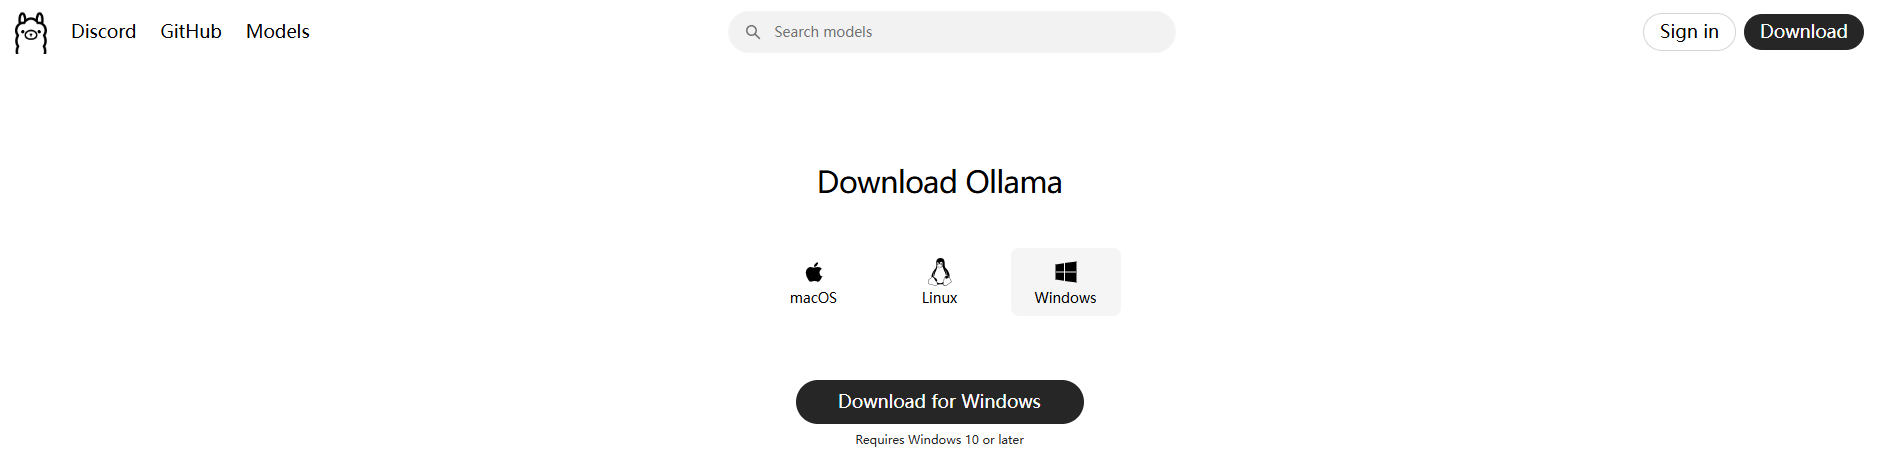 Discord GitHub Models Search models Sign in Download
Download Ollama
macOS Linux Windows
Download for Windows
Requires Windows 10 or later